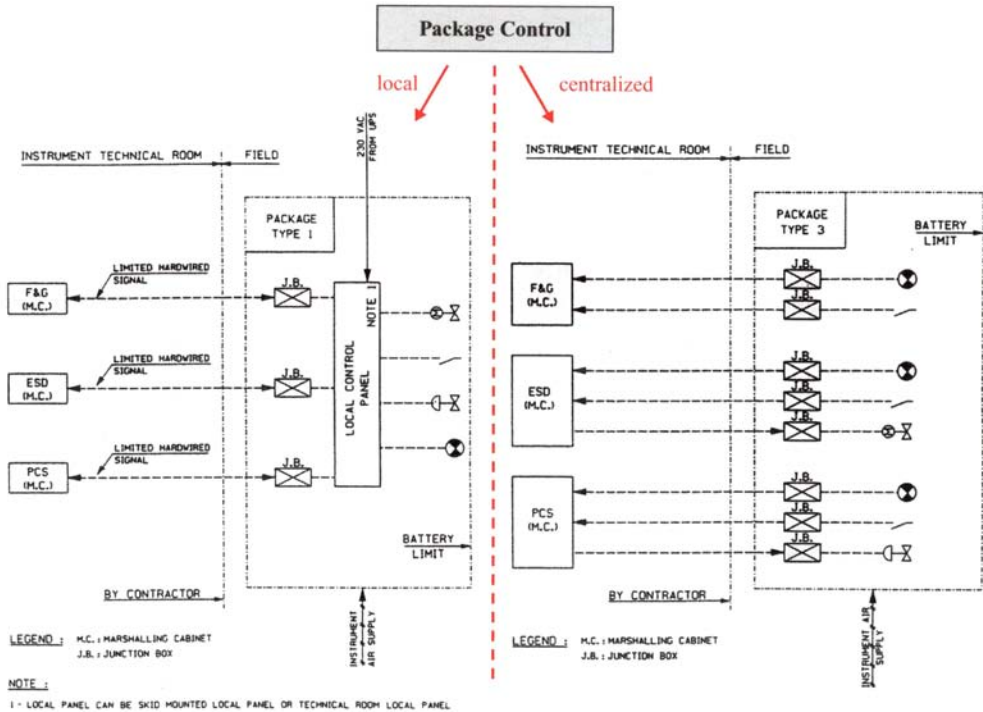 Package Control
local
centralized
230 VAC
FROM UPS
INSTRUMENT TECHNICAL ROOM
FIELD
PACKAGE
TYPE 1
LIMITED HARDWIRED
SIGNAL
F&G
(M.C.)
J.B.
NOTE 1
LIMITED HARDWIRED
SIGNAL
ESD
(M.C.)
J.B.
LOCAL CONTROL
PANEL
LIMITED HARDWIRED
SIGNAL
PCS
(M.C.)
J.B.
BATTERY
LIMIT
BY CONTRACTOR
INSTRUMENT
AIR SUPPLY
LEGEND : M.C. : MARSHALLING CABINET
J.B. : JUNCTION BOX
NOTE :
1 - LOCAL PANEL CAN BE SKID MOUNTED LOCAL PANEL OR TECHNICAL ROOM LOCAL PANEL
INSTRUMENT TECHNICAL ROOM
FIELD
PACKAGE
TYPE 3
BATTERY
LIMIT
F&G
(M.C.)
J.B.
J.B.
ESD
(M.C.)
J.B.
J.B.
J.B.
PCS
(M.C.)
J.B.
J.B.
J.B.
BY CONTRACTOR
INSTRUMENT AIR
SUPPLY
LEGEND : M.C. : MARSHALLING CABINET
J.B. : JUNCTION BOX